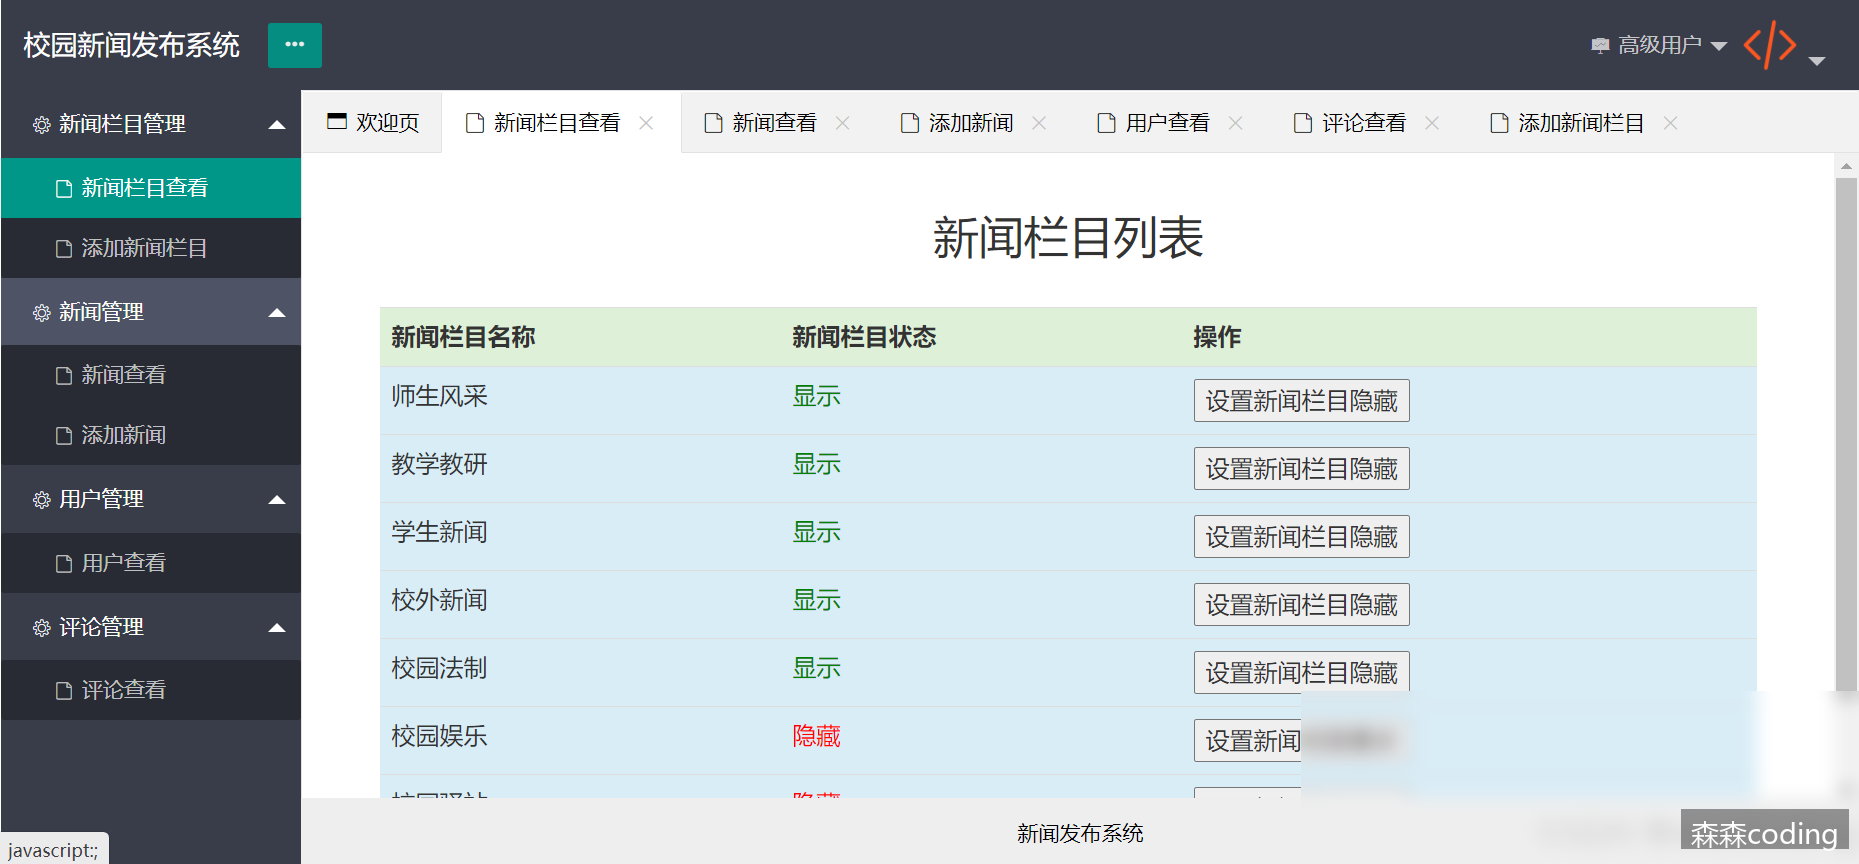 校园新闻发布系统
高级用户
新闻栏目管理
新闻栏目查看
添加新闻栏目
新闻管理
新闻查看
添加新闻
用户管理
用户查看
评论管理
评论查看
欢迎页 新闻栏目查看 新闻查看 添加新闻 用户查看 评论查看 添加新闻栏目
新闻栏目列表
新闻栏目名称 新闻栏目状态 操作
师生风采 显示 设置新闻栏目隐藏
教学教研 显示 设置新闻栏目隐藏
学生新闻 显示 设置新闻栏目隐藏
校外新闻 显示 设置新闻栏目隐藏
校园法制 显示 设置新闻栏目隐藏
校园娱乐 隐藏 设置新闻
新闻发布系统
javascript:;
森森coding